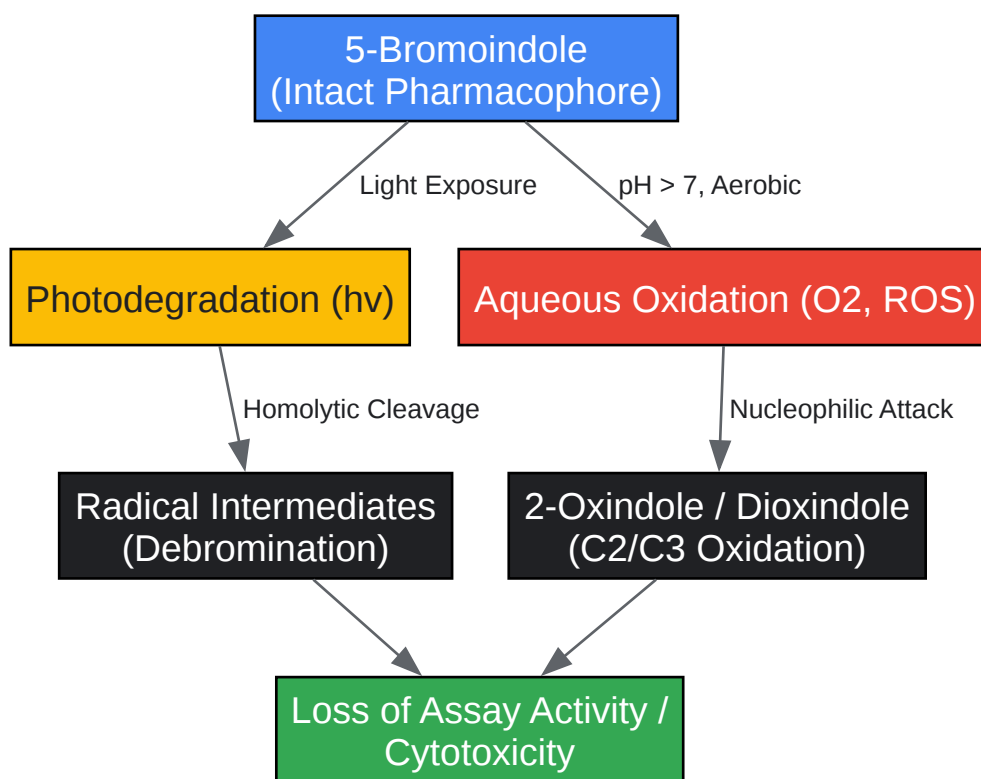 5-Bromoindole
(Intact Pharmacophore)
Light Exposure
pH > 7, Aerobic
Photodegradation (hv)
Aqueous Oxidation (O2, ROS)
Homolytic Cleavage
Nucleophilic Attack
Radical Intermediates
(Debromination)
2-Oxindole / Dioxindole
(C2/C3 Oxidation)
Loss of Assay Activity /
Cytotoxicity